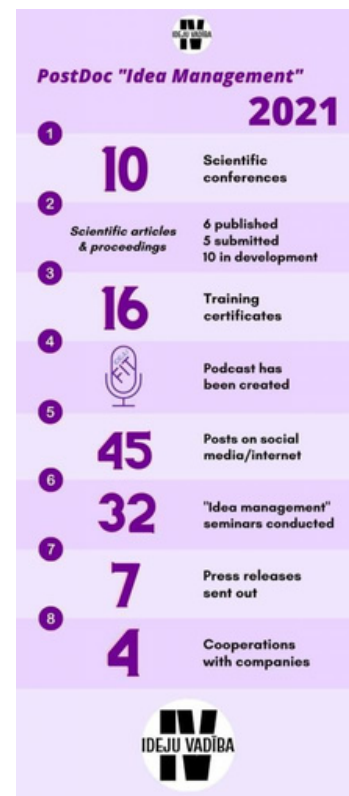 IDEJU VADĪBA
PostDoc "Idea Management"
2021
1
10
Scientific
conferences
2
Scientific articles
& proceedings
6 published
5 submitted
10 in development
3
16
Training
certificates
4
FIT
Podcast has
been created
5
45
Posts on social
media/internet
6
32
"Idea management"
seminars conducted
7
7
Press releases
sent out
8
4
Cooperations
with companies
IV
IDEJU VADĪBA